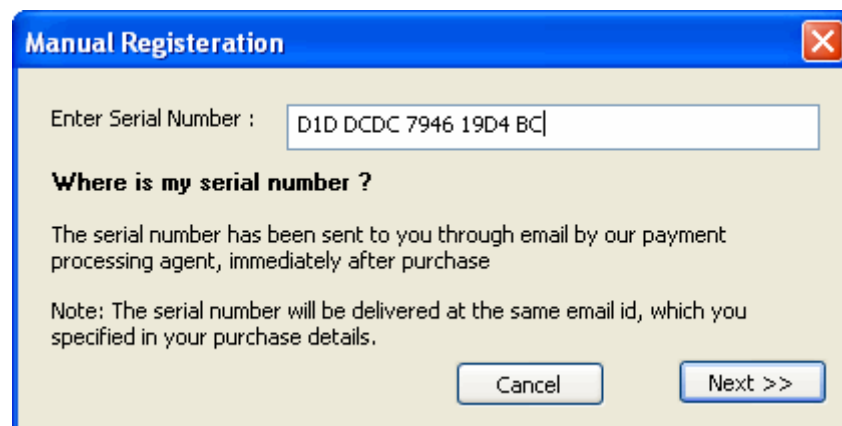 Manual Registeration
Enter Serial Number : D1D DCDC 7946 19D4 BC
Where is my serial number ?
The serial number has been sent to you through email by our payment
processing agent, immediately after purchase
Note: The serial number will be delivered at the same email id, which you
specified in your purchase details.
Cancel Next >>